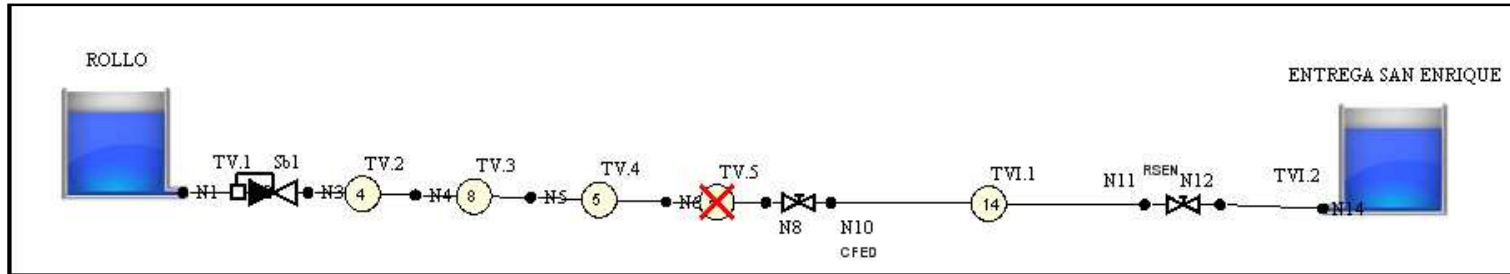 ROLLO
ENTREGA SAN ENRIQUE
TV.1
Sb1
TV.2
TV.3
TV.4
TV.5
TVI.1
N11
RSEN
N12
TVI.2
N1
N3
4
N4
8
N5
5
N6
14
N14
N8
N10
CFED